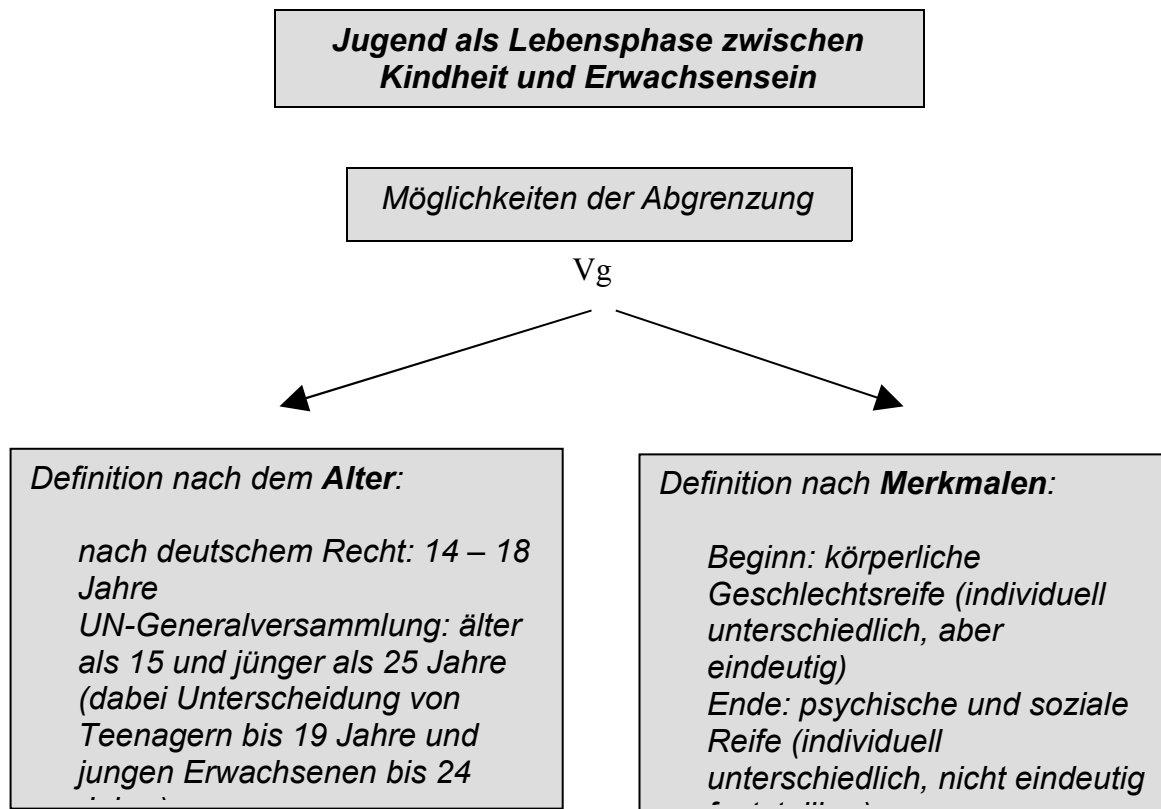 Jugend als Lebensphase zwischen
Kindheit und Erwachsensein
Möglichkeiten der Abgrenzung
Vg
Definition nach dem Alter:
nach deutschem Recht: 14 – 18
Jahre
UN-Generalversammlung: älter
als 15 und jünger als 25 Jahre
(dabei Unterscheidung von
Teenagern bis 19 Jahre und
jungen Erwachsenen bis 24
Definition nach Merkmalen:
Beginn: körperliche
Geschlechtsreife (individuell
unterschiedlich, aber
eindeutig)
Ende: psychische und soziale
Reife (individuell
unterschiedlich, nicht eindeutig